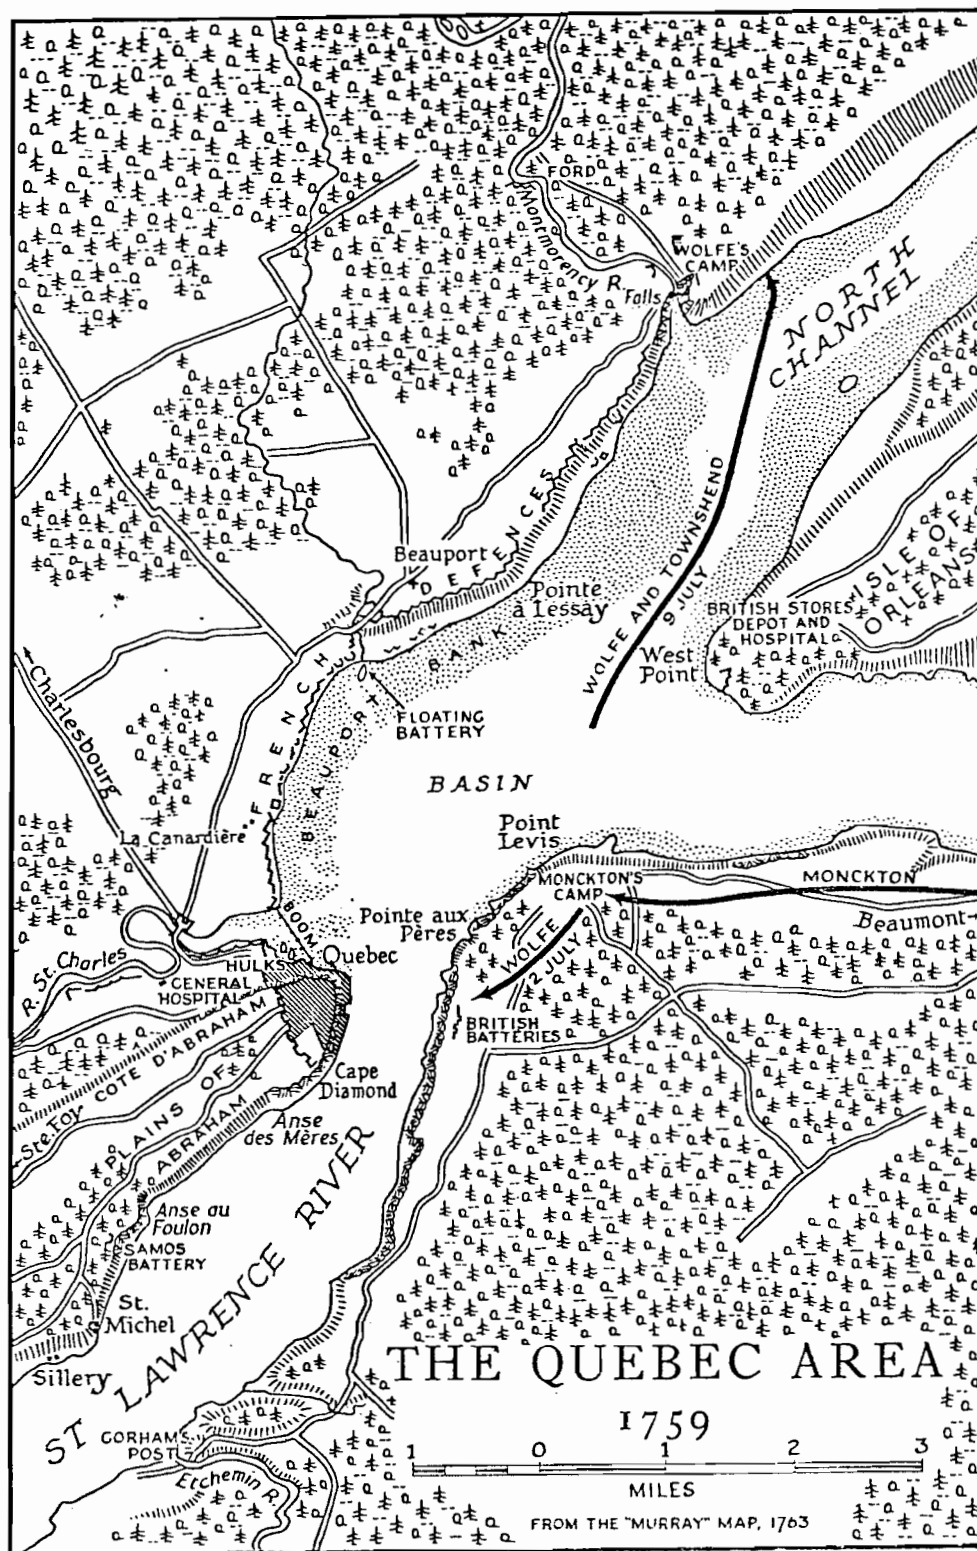 FORD
Montmorency R.
WOLFE'S
CAMP
Falls
NORTH
CHANNEL
WOLFE AND TOWNSHEND
9 JULY
ISLE OF
ORLEANS
BRITISH STORES
DEPOT AND
HOSPITAL
West
Point
Beauport
FRENCH DEFENCES
Pointe
à Lessay
BEAUPORT BANK
FLOATING
BATTERY
Charlesbourg
BASIN
La Canardière
Point
Levis
MONCKTON'S
CAMP
MONCKTON
Beaumont
Pointe aux
Pères
WOLFE
12 JULY
BRITISH
BATTERIES
BOOM
Quebec
HULKS
R. St. Charles
GENERAL
HOSPITAL
COTE D'ABRAHAM
Ste. Foy
PLAINS OF
ABRAHAM
Cape
Diamond
Anse
des Mères
Anse au
Foulon
SAMOS
BATTERY
St.
Michel
Sillery
ST LAWRENCE RIVER
GORHAM'S
POST
Etchemin R.
THE QUEBEC AREA
1759
1 0 1 2 3
MILES
FROM THE "MURRAY" MAP, 1763